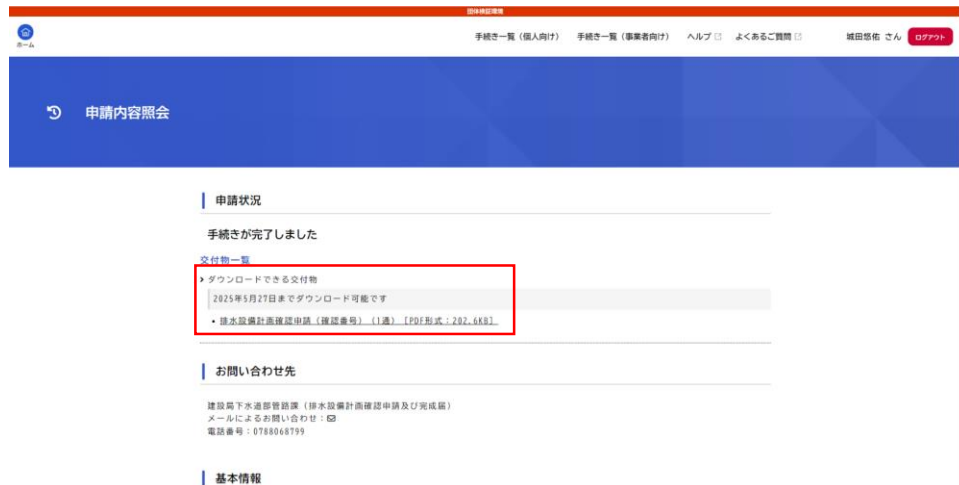 団体検証環境
ホーム
手続き一覧（個人向け） 手続き一覧（事業者向け） ヘルプ よくあるご質問 城田悠佑 さん ログアウト
申請内容照会
申請状況
手続きが完了しました
交付物一覧
ダウンロードできる交付物
2025年5月27日までダウンロード可能です
・排水設備計画確認申請（確認番号）（1通）［PDF形式：202.6KB］
お問い合わせ先
建設局下水道部管路課（排水設備計画確認申請及び完成届）
メールによるお問い合わせ：
電話番号：0788068799
基本情報